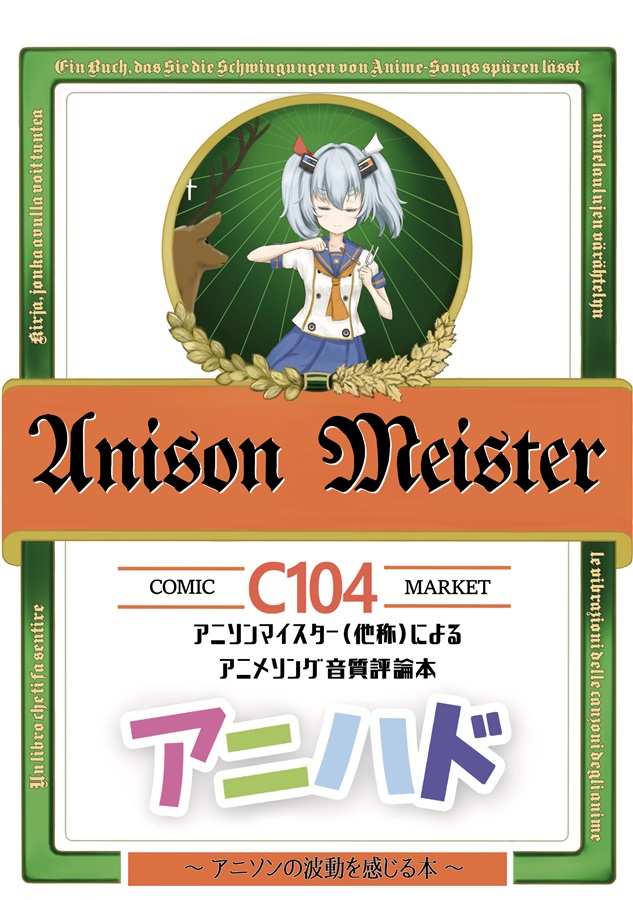 Ein Buch, das Sie die Schwingungen von Anime-Songs spüren lässt
Kirja, jonka avulla voit tuntea
animelaulujen värähtelyn
Unison Meister
COMIC C104 MARKET
アニソンマイスター(他称)による
アニメソング音質評論本
アニハド
Un libro che ti fa sentire
le vibrazioni delle canzoni degli anime
~ アニソンの波動を感じる本 ~